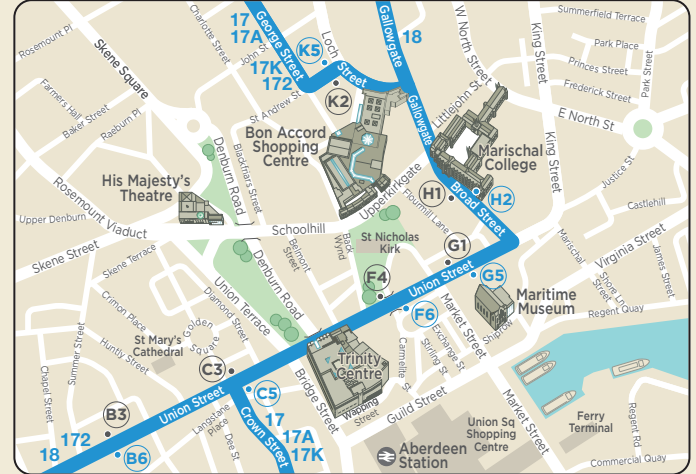 Rosemount Pl
Skene Square
Charlotte Street
17
17A
George Street
John St
17K
172
K5
Loch
Street
K2
St Andrew St
Gallowgate
18
Gallowgate
W North Street
Littlejohn St
King Street
Summerfield Terrace
Park Place
Princes Street
Frederick Street
Park Street
E North St
King Street
Farmers Hall
Baker Street
Raeburn Pl
Bon Accord
Shopping
Centre
Marischal
College
His Majesty's
Theatre
Denburn Road
Blackfriars Street
Rosemount
Viaduct
Upper Denburn
Skene Street
Skene Terrace
Schoolhill
Upperkirkgate
Flourmill Lane
H1
Broad Street
H2
Justice St
Castlehill
Belmont
Street
Back
Wynd
St Nicholas
Kirk
G1
Union Street
G5
Marischal
Street
Virginia Street
Shore Ln
James Street
Regent Quay
Denburn Road
Union Terrace
F4
F6
Market Street
Maritime
Museum
Shiprow
Crimon Place
Huntly Street
Golden
Square
Diamond Street
St Mary's
Cathedral
Summer Street
Chapel Street
Trinity
Centre
Carmelite St
Stirling St
Exchange St
C3
C5
Bridge Street
Wapping
Street
Guild Street
Market Street
B3
B6
Union Street
Langstane
Place
Dee St
Crown Street
17
17A
17K
172
18
Union Sq
Shopping
Centre
Aberdeen
Station
Ferry
Terminal
Regent Rd
Commercial Quay